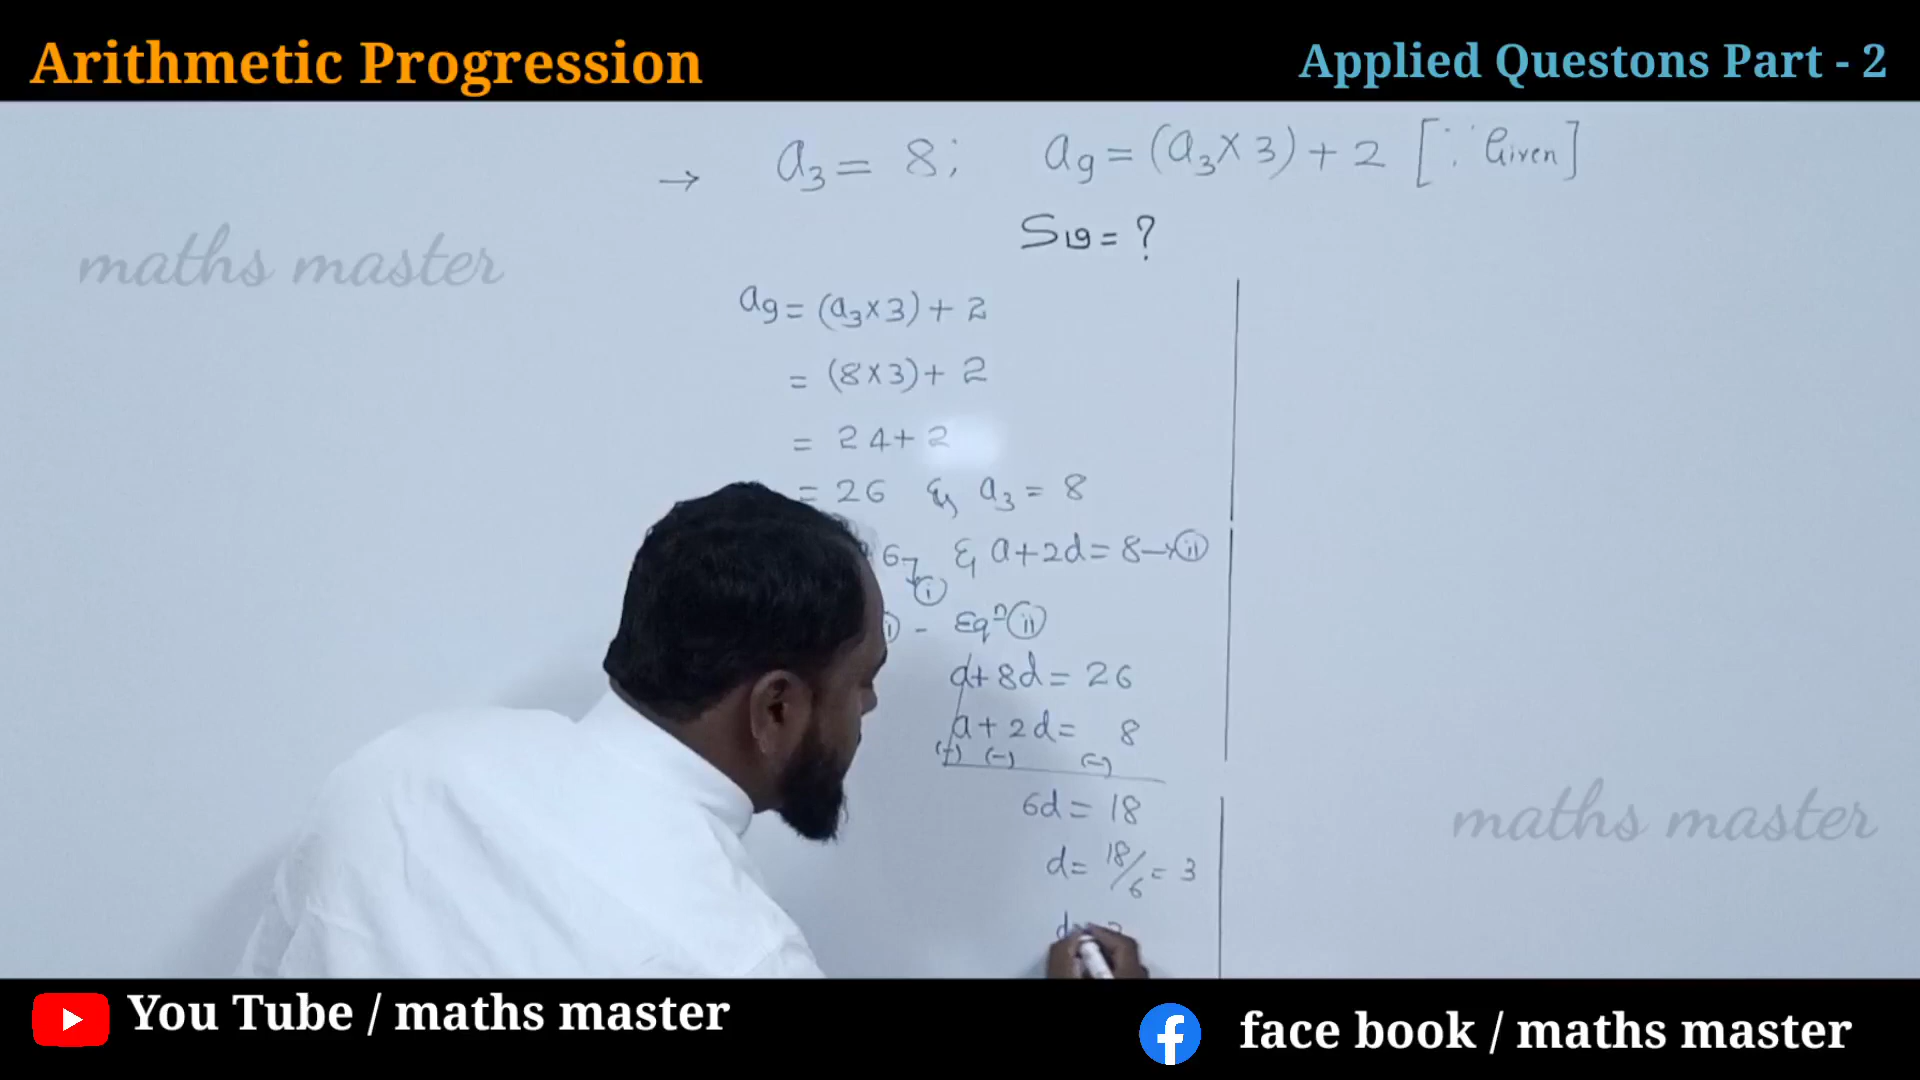 Arithmetic Progression
Applied Questons Part - 2
→ a₃ = 8; a₉ = (a₃ × 3) + 2 [∵ Given]
S₁₉ = ?
maths master
a₉ = (a₃×3) + 2
= (8×3) + 2
= 24 + 2
= 26 & a₃ = 8
6 → (i) & a + 2d = 8 → (ii)
- Eqⁿ (ii)
a + 8d = 26
a + 2d = 8
(-) (-) (-)
6d = 18
d = 18/6 = 3
maths master
You Tube / maths master
face book / maths master